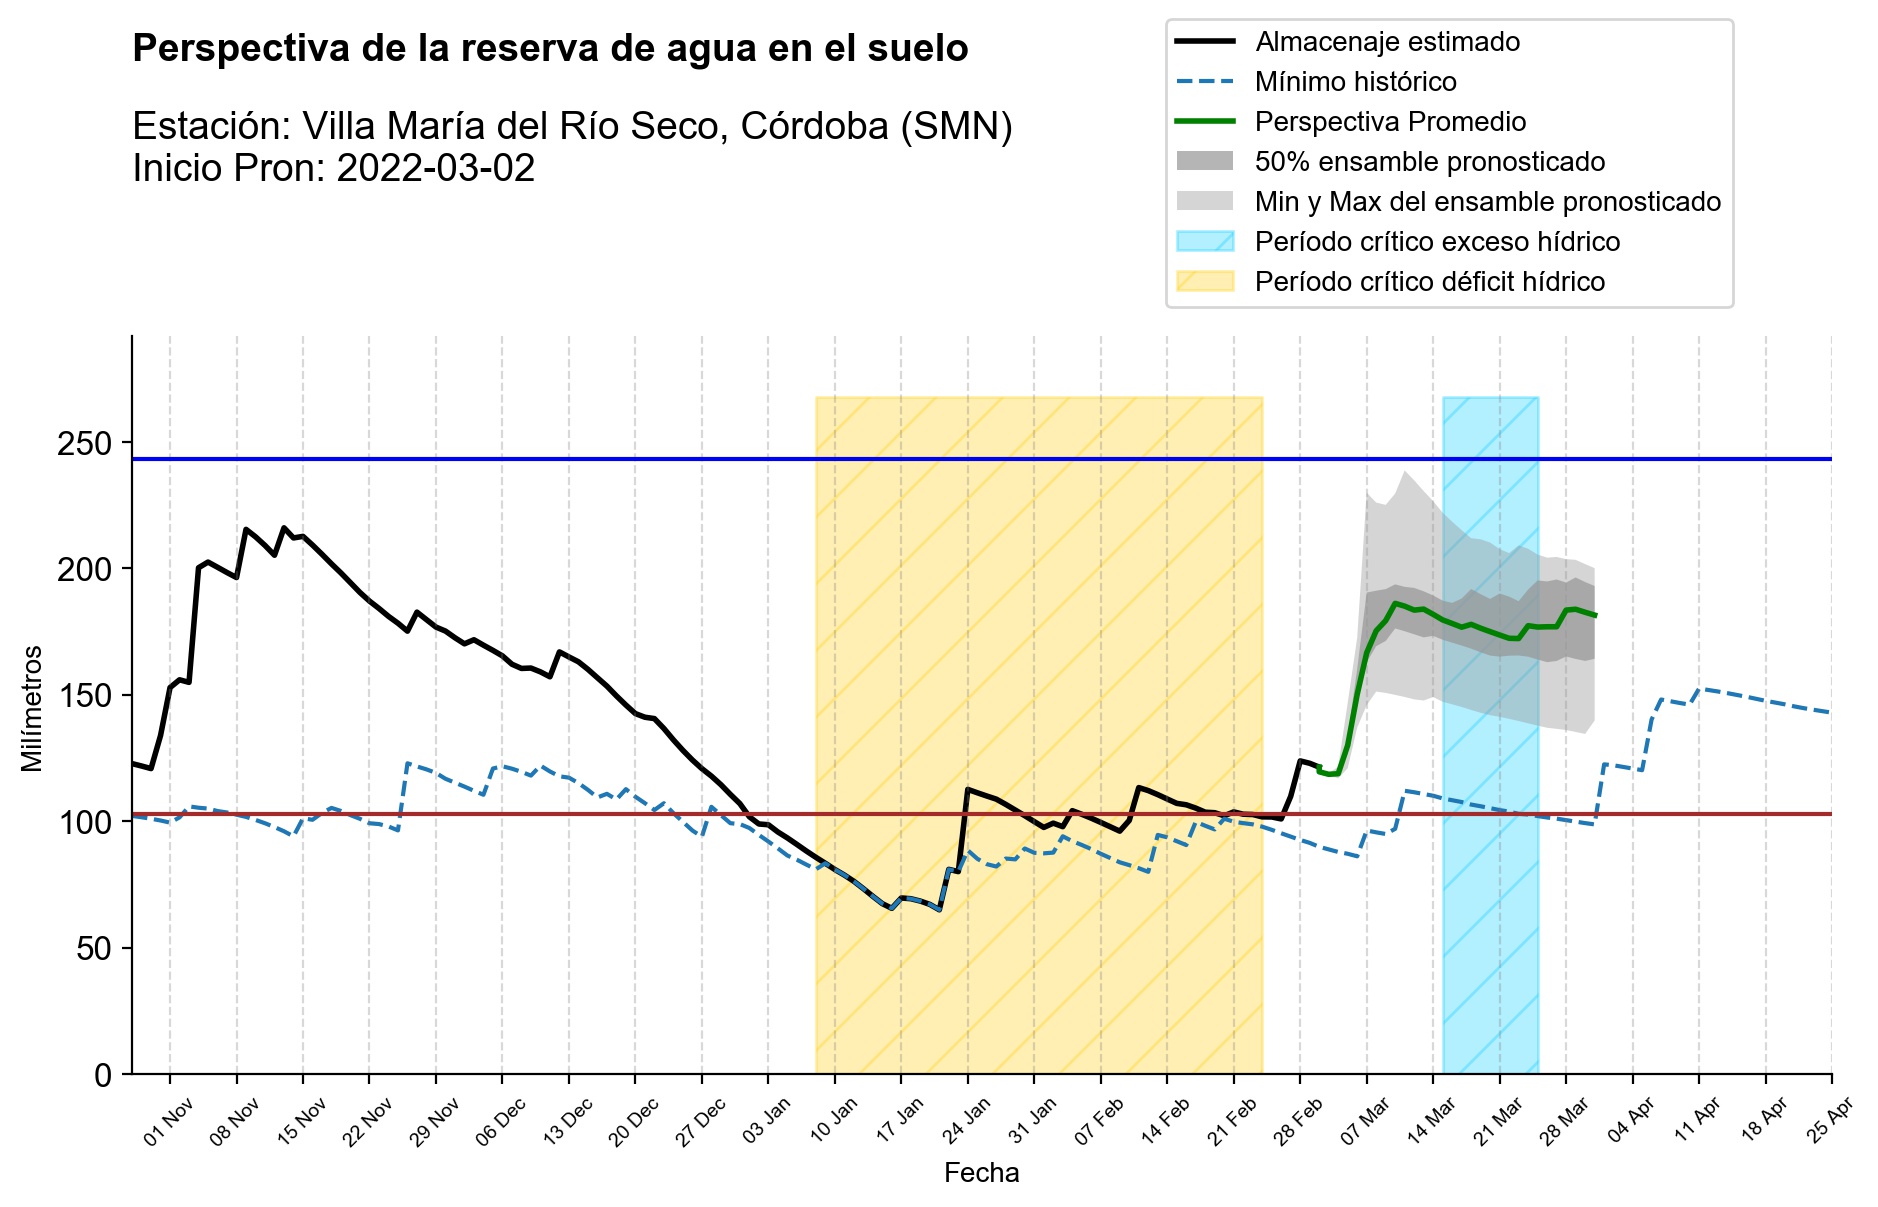 Perspectiva de la reserva de agua en el suelo
Estación: Villa María del Río Seco, Córdoba (SMN)
Inicio Pron: 2022-03-02
Almacenaje estimado
Mínimo histórico
Perspectiva Promedio
50% ensamble pronosticado
Min y Max del ensamble pronosticado
Período crítico exceso hídrico
Período crítico déficit hídrico
Milímetros
250
200
150
100
50
0
01 Nov
08 Nov
15 Nov
22 Nov
29 Nov
06 Dec
13 Dec
20 Dec
27 Dec
03 Jan
10 Jan
17 Jan
24 Jan
31 Jan
07 Feb
14 Feb
21 Feb
28 Feb
07 Mar
14 Mar
21 Mar
28 Mar
04 Apr
11 Apr
18 Apr
25 Apr
Fecha